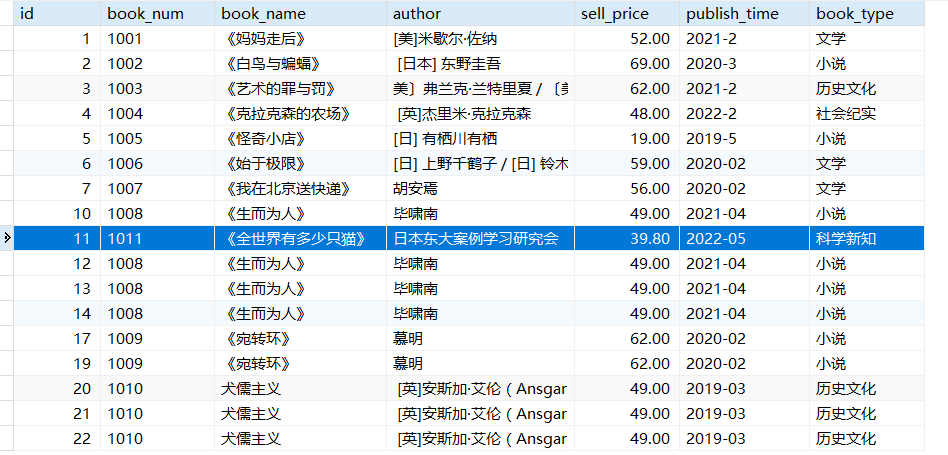 id book_num book_name author sell_price publish_time book_type
1 1001 《妈妈走后》 [美]米歇尔·佐纳 52.00 2021-2 文学
2 1002 《白鸟与蝙蝠》 [日本] 东野圭吾 69.00 2020-3 小说
3 1003 《艺术的罪与罚》 美〕弗兰克·兰特里夏 / 〔美 62.00 2021-2 历史文化
4 1004 《克拉克森的农场》 [英]杰里米·克拉克森 48.00 2022-2 社会纪实
5 1005 《怪奇小店》 [日] 有栖川有栖 19.00 2019-5 小说
6 1006 《始于极限》 [日] 上野千鹤子 / [日] 铃木 59.00 2020-02 文学
7 1007 《我在北京送快递》 胡安焉 56.00 2020-02 文学
10 1008 《生而为人》 毕啸南 49.00 2021-04 小说
11 1011 《全世界有多少只猫》 日本东大案例学习研究会 39.80 2022-05 科学新知
12 1008 《生而为人》 毕啸南 49.00 2021-04 小说
13 1008 《生而为人》 毕啸南 49.00 2021-04 小说
14 1008 《生而为人》 毕啸南 49.00 2021-04 小说
17 1009 《宛转环》 慕明 62.00 2020-02 小说
19 1009 《宛转环》 慕明 62.00 2020-02 小说
20 1010 犬儒主义 [英]安斯加·艾伦（Ansgar 49.00 2019-03 历史文化
21 1010 犬儒主义 [英]安斯加·艾伦（Ansgar 49.00 2019-03 历史文化
22 1010 犬儒主义 [英]安斯加·艾伦（Ansgar 49.00 2019-03 历史文化